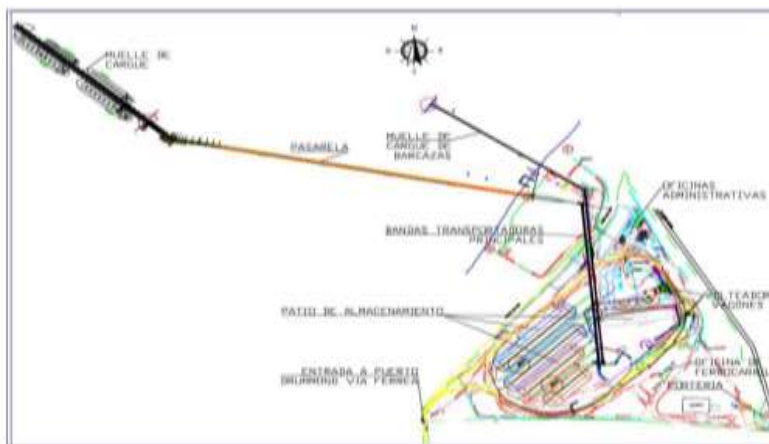 MUELLE DE
CARGUE
N
PASARELA
MUELLE DE
CARGUE DE
BARCAZAS
OFICINAS
ADMINISTRATIVAS
BANDAS TRANSPORTADORAS
PRINCIPALES
VOLTEADOR
VAGONES
PATIO DE ALMACENAMIENTO
ENTRADA A PUERTO
DRUMMOND VIA FERREA
OFICINA DE
PORTERIA